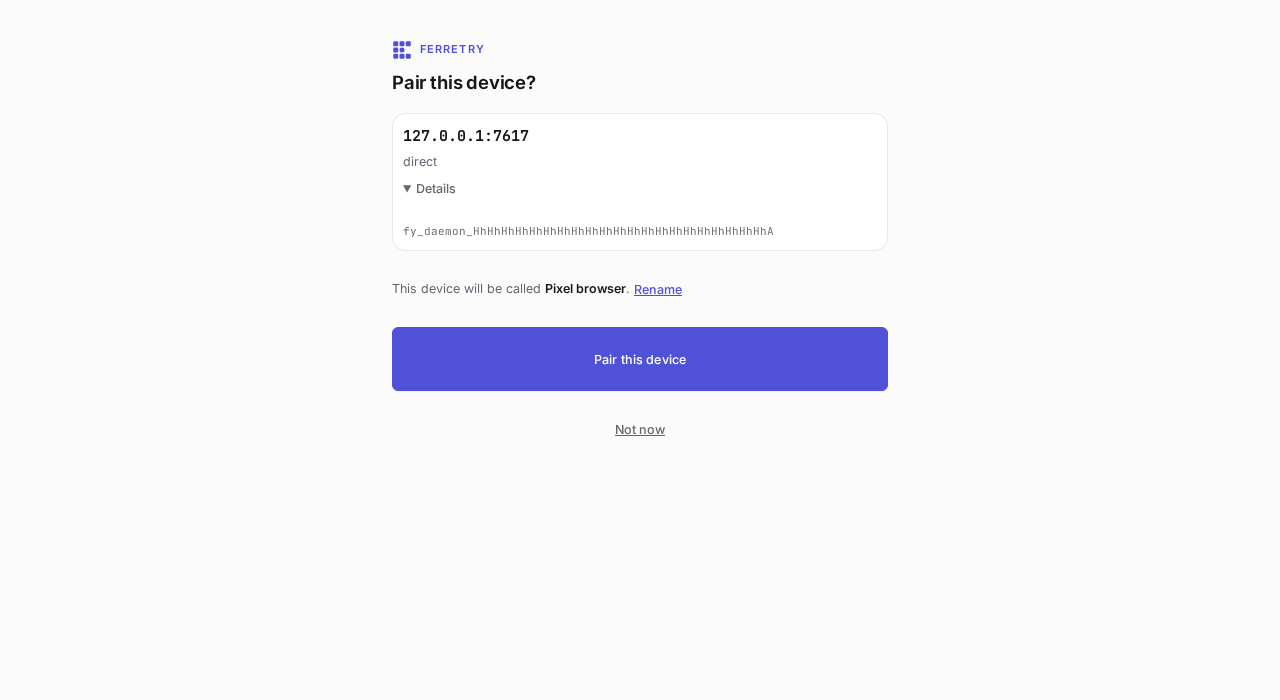 FERRETRY
Pair this device?
127.0.0.1:7617
direct
▼ Details
fy_daemon_HhHhHhHhHhHhHhHhHhHhHhHhHhHhHhHhHhHhHhHhHhA
This device will be called Pixel browser. Rename
Pair this device
Not now